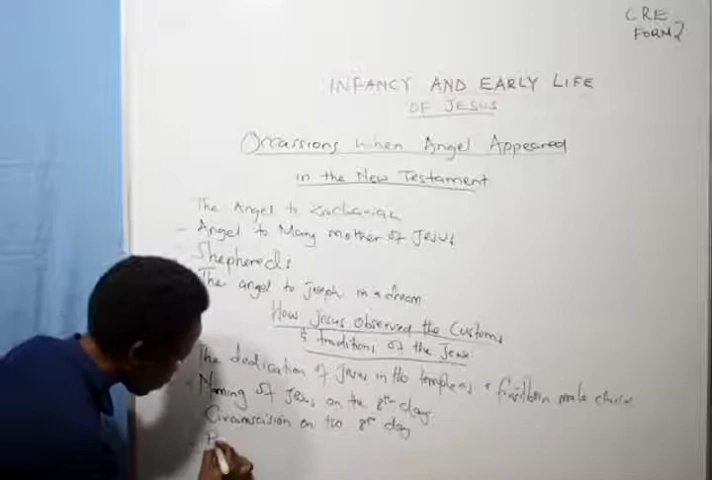 CRE
FORM 2
INFANCY AND EARLY LIFE
OF JESUS
Occassions when Angel Appeared
in the New Testament
The Angel to Zachariah
- Angel to Mary mother of Jesus
Shepherds
The angel to Joseph in a dream
How Jesus Observed the Customs
& traditions of the Jews
The dedication of Jesus in the temple as a firstborn male child
- Naming of Jesus on the 8th day
Circumscision on the 8th day